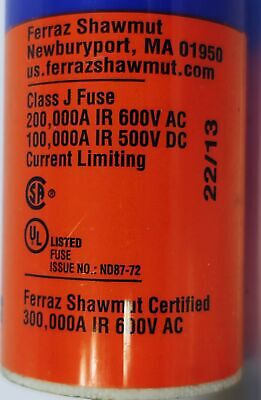 Ferraz Shawmut
Newburyport, MA 01950
us.ferrazshawmut.com
Class J Fuse
200,000A IR 600V AC
100,000A IR 500V DC
Current Limiting
22/13
SA
UL LISTED
FUSE
ISSUE NO.: ND87-72
Ferraz Shawmut Certified
300,000A IR 600V AC